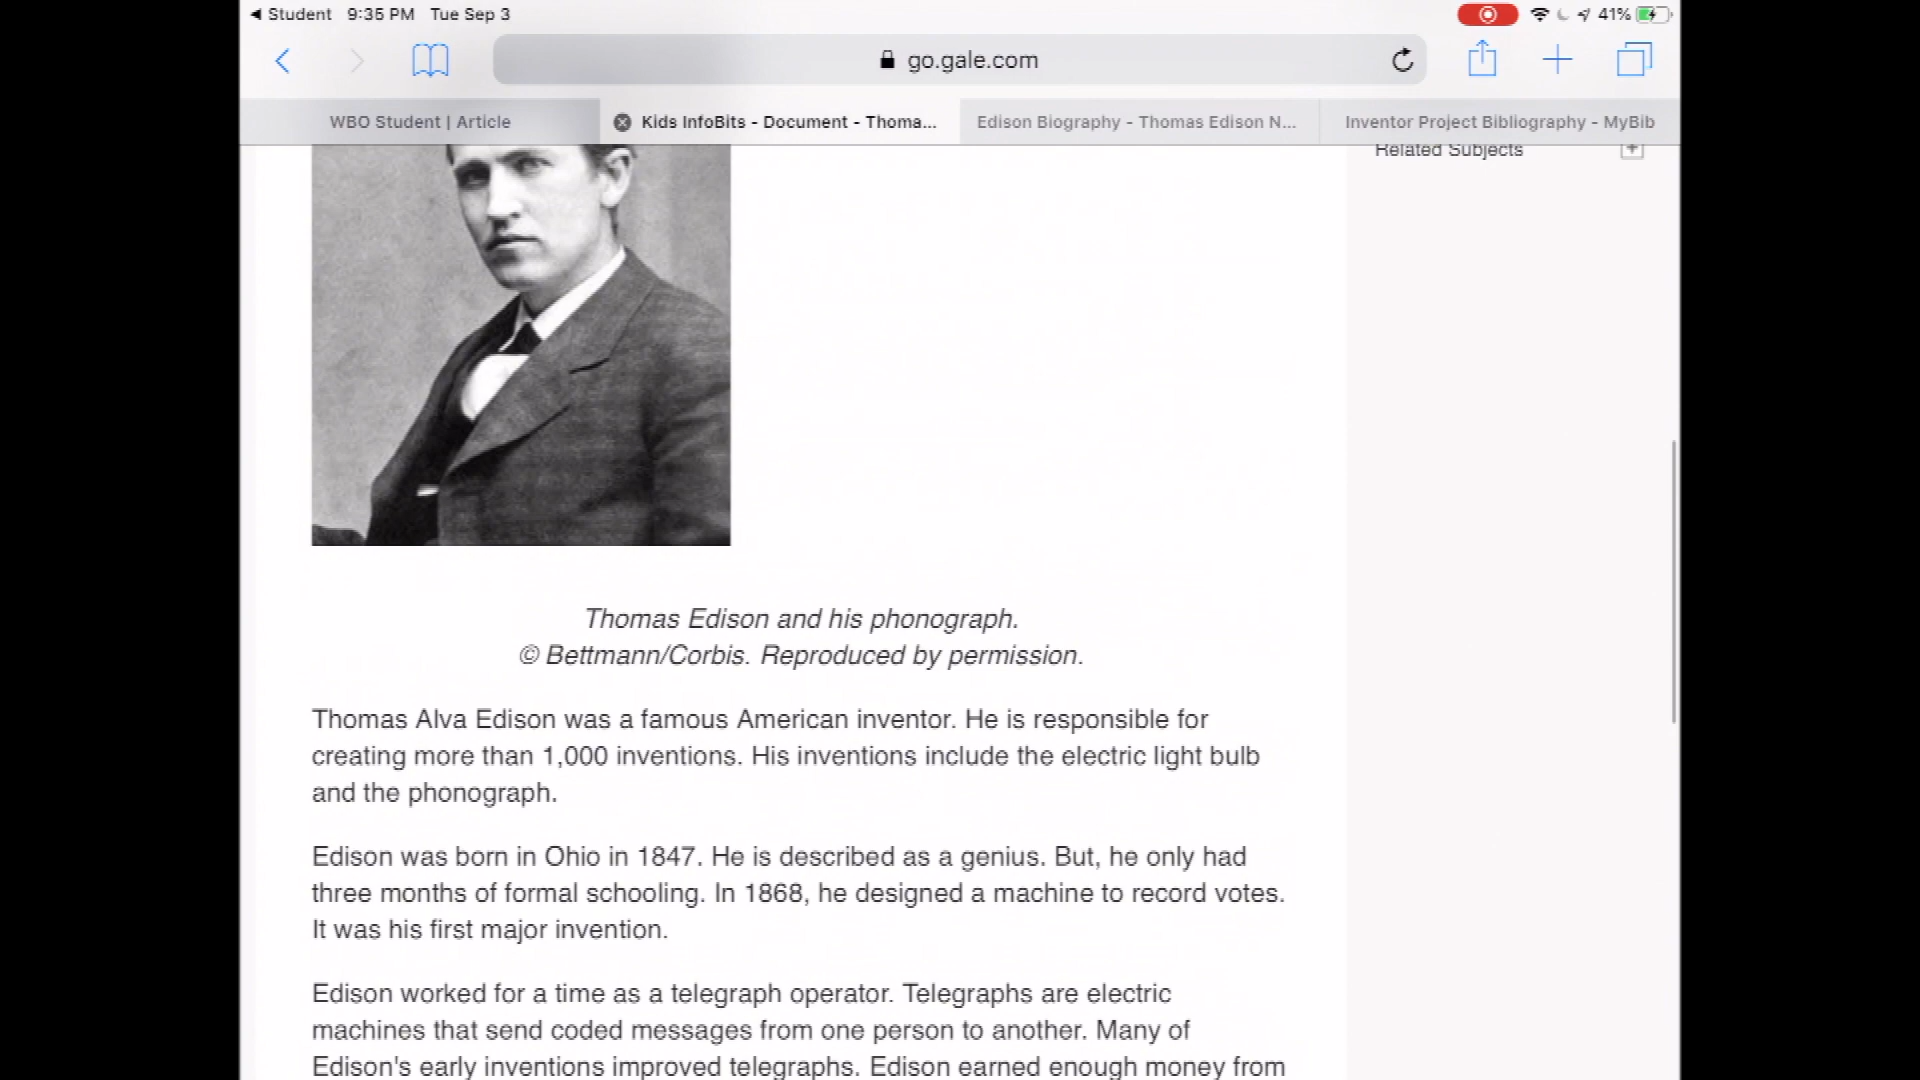 ◀ Student 9:35 PM Tue Sep 3 41%
go.gale.com
WBO Student | Article Kids InfoBits - Document - Thoma... Edison Biography - Thomas Edison N... Inventor Project Bibliography - MyBib
Related Subjects
Thomas Edison and his phonograph.
© Bettmann/Corbis. Reproduced by permission.
Thomas Alva Edison was a famous American inventor. He is responsible for
creating more than 1,000 inventions. His inventions include the electric light bulb
and the phonograph.
Edison was born in Ohio in 1847. He is described as a genius. But, he only had
three months of formal schooling. In 1868, he designed a machine to record votes.
It was his first major invention.
Edison worked for a time as a telegraph operator. Telegraphs are electric
machines that send coded messages from one person to another. Many of
Edison's early inventions improved telegraphs. Edison earned enough money from